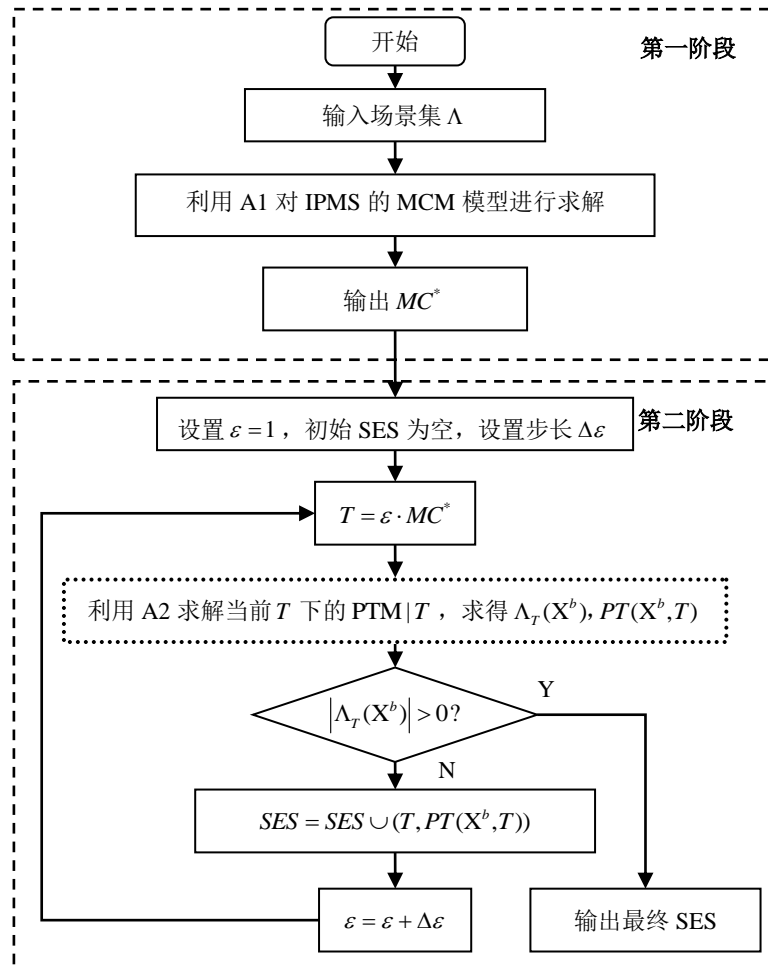 开始
第一阶段
输入场景集 Λ
利用 A1 对 IPMS 的 MCM 模型进行求解
输出 MC*
设置 ε=1，初始 SES 为空，设置步长 Δε
第二阶段
T = ε · MC*
利用 A2 求解当前 T 下的 PTM|T ，求得 Λ_T(X^b), PT(X^b,T)
|Λ_T(X^b)| > 0?
Y
N
SES = SES ∪ (T, PT(X^b,T))
ε = ε + Δε
输出最终 SES